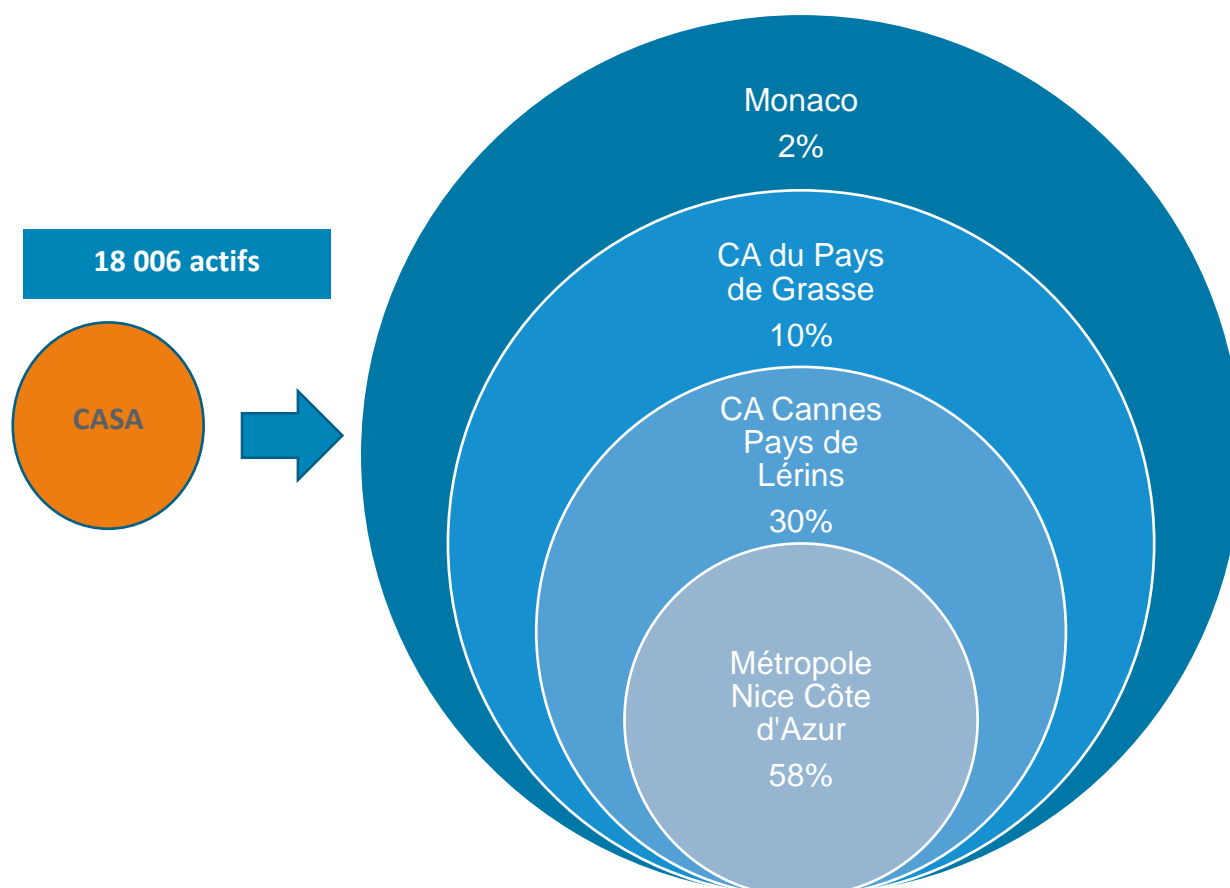 18 006 actifs
CASA
Monaco
2%
CA du Pays
de Grasse
10%
CA Cannes
Pays de
Lérins
30%
Métropole
Nice Côte
d'Azur
58%